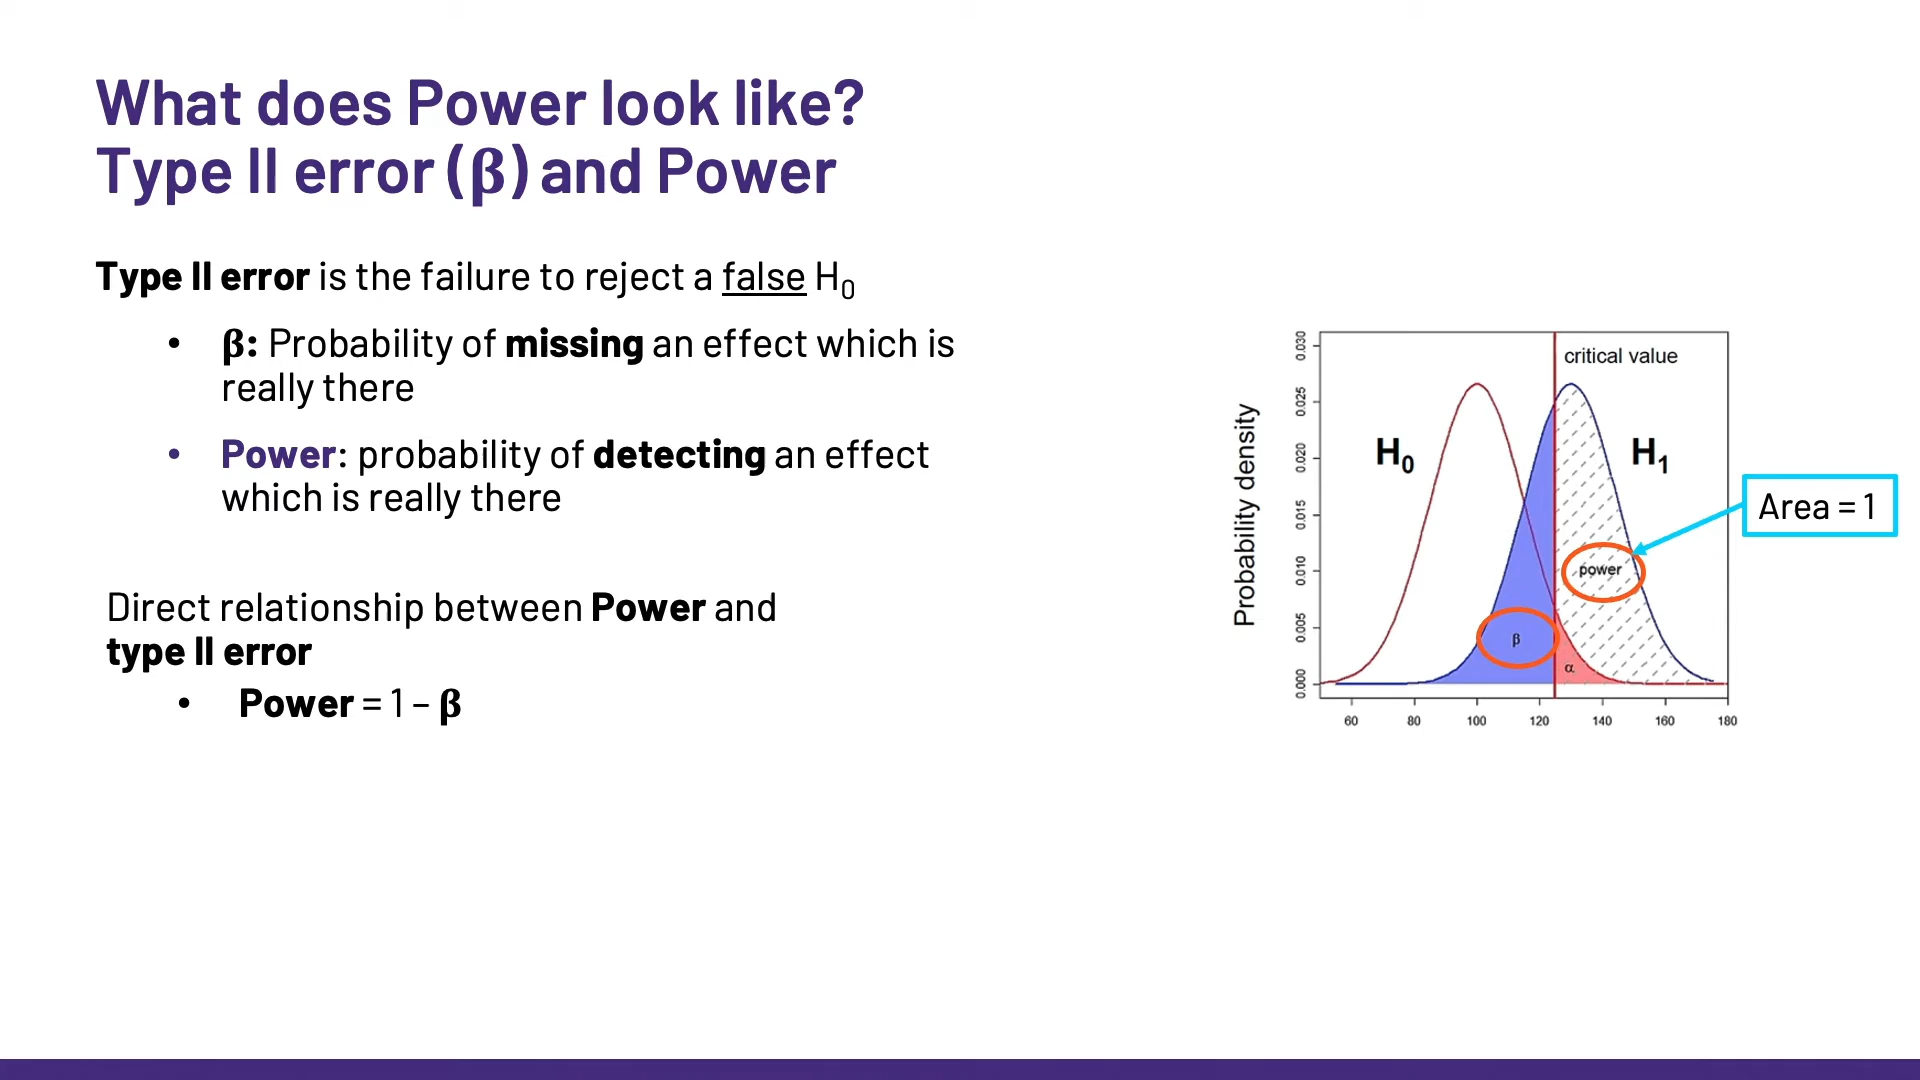 What does Power look like?
Type II error (β) and Power
Type II error is the failure to reject a false H₀
• β: Probability of missing an effect which is
really there
• Power: probability of detecting an effect
which is really there
Direct relationship between Power and
type II error
• Power = 1 – β
Probability density
0.030
0.025
0.020
0.015
0.010
0.005
0.000
critical value
H₀
H₁
power
β
α
60 80 100 120 140 160 180
Area = 1